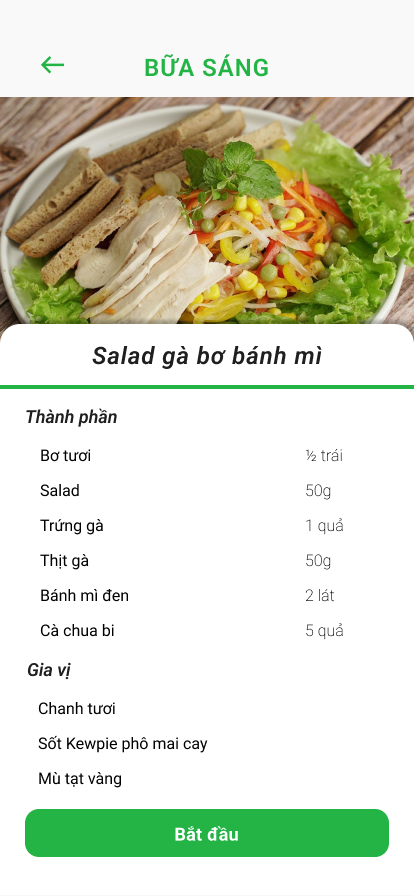 BỮA SÁNG
Salad gà bơ bánh mì
Thành phần
Bơ tươi ½ trái
Salad 50g
Trứng gà 1 quả
Thịt gà 50g
Bánh mì đen 2 lát
Cà chua bi 5 quả
Gia vị
Chanh tươi
Sốt Kewpie phô mai cay
Mù tạt vàng
Bắt đầu